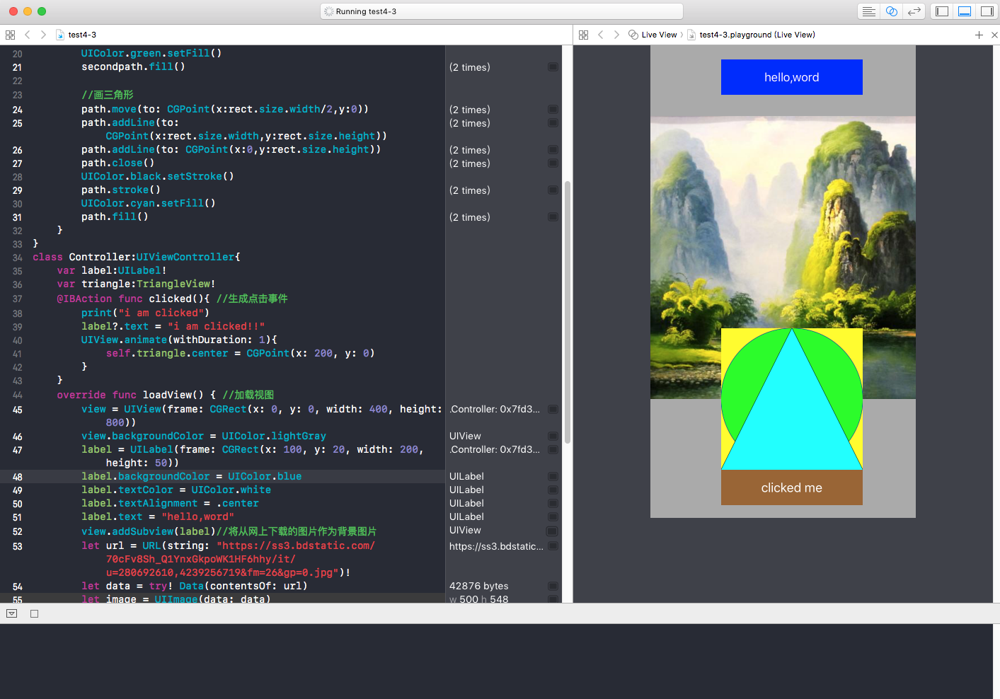 Running test4-3
test4-3
20 UIColor.green.setFill()
21 secondpath.fill()
(2 times)
22
23 //画三角形
24 path.move(to: CGPoint(x:rect.size.width/2,y:0))
(2 times)
25 path.addLine(to:
(2 times)
CGPoint(x:rect.size.width,y:rect.size.height))
26 path.addLine(to: CGPoint(x:0,y:rect.size.height))
(2 times)
27 path.close()
(2 times)
28 UIColor.black.setStroke()
29 path.stroke()
(2 times)
30 UIColor.cyan.setFill()
31 path.fill()
(2 times)
32 }
33 }
34 class Controller:UIViewController{
35 var label:UILabel!
36 var triangle:TriangleView!
37 @IBAction func clicked(){ //生成点击事件
38 print("i am clicked")
39 label?.text = "i am clicked!!"
40 UIView.animate(withDuration: 1){
41 self.triangle.center = CGPoint(x: 200, y: 0)
42 }
43 }
44 override func loadView() { //加载视图
45 view = UIView(frame: CGRect(x: 0, y: 0, width: 400, height:
.Controller: 0x7fd3...
800))
46 view.backgroundColor = UIColor.lightGray
UIView
47 label = UILabel(frame: CGRect(x: 100, y: 20, width: 200,
.Controller: 0x7fd3...
height: 50))
48 label.backgroundColor = UIColor.blue
UILabel
49 label.textColor = UIColor.white
UILabel
50 label.textAlignment = .center
UILabel
51 label.text = "hello,word"
UILabel
52 view.addSubview(label)//将从网上下载的图片作为背景图片
UIView
53 let url = URL(string: "https://ss3.bdstatic.com/
https://ss3.bdstatic...
70cFv8Sh_Q1YnxGkpoWK1HF6hhy/it/
u=280692610,4239256719&fm=26&gp=0.jpg")!
54 let data = try! Data(contentsOf: url)
42876 bytes
55 let image = UIImage(data: data)
w 500 h 548
Live View
test4-3.playground (Live View)
hello,word
clicked me